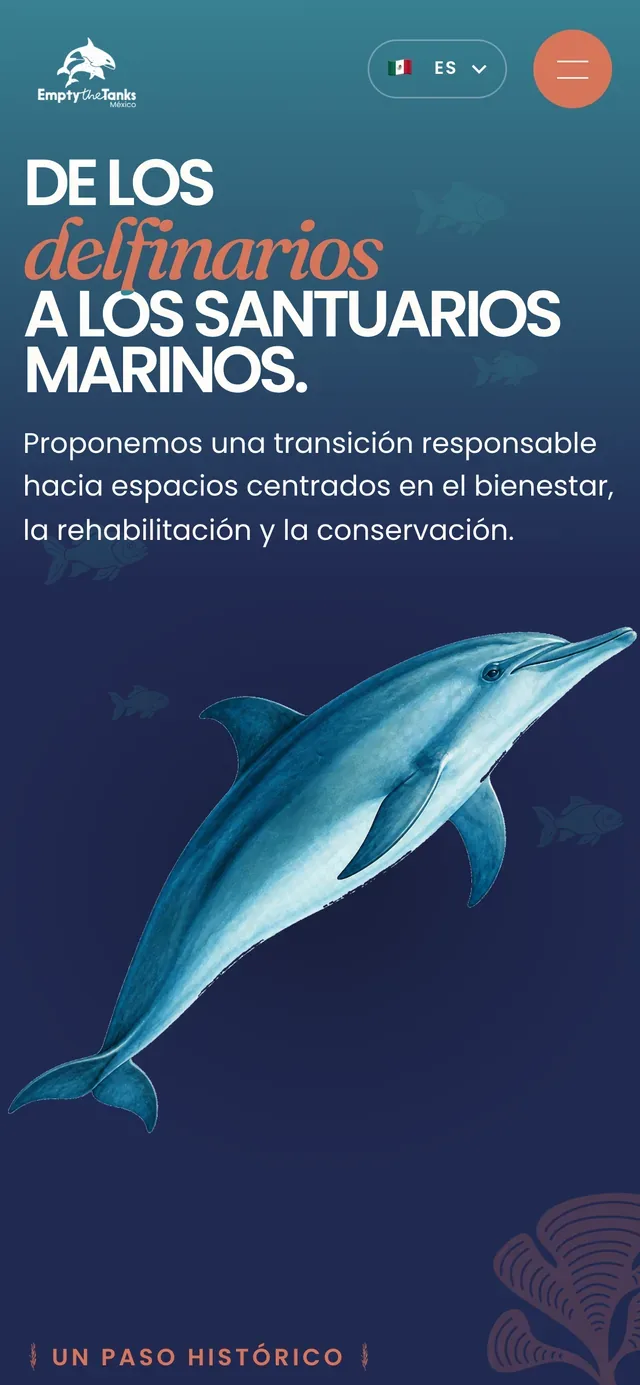 Empty the Tanks
México
ES
DE LOS
delfinarios
A LOS SANTUARIOS
MARINOS.
Proponemos una transición responsable
hacia espacios centrados en el bienestar,
la rehabilitación y la conservación.
UN PASO HISTÓRICO